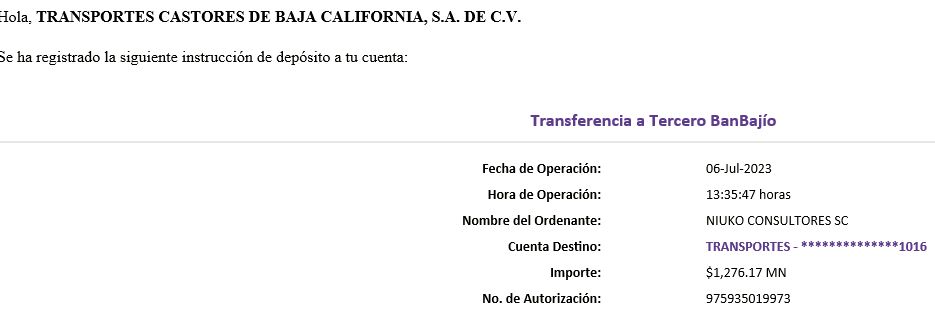 Hola, TRANSPORTES CASTORES DE BAJA CALIFORNIA, S.A. DE C.V.
Se ha registrado la siguiente instrucción de depósito a tu cuenta:
Transferencia a Tercero BanBajío
Fecha de Operación: 06-Jul-2023
Hora de Operación: 13:35:47 horas
Nombre del Ordenante: NIUKO CONSULTORES SC
Cuenta Destino: TRANSPORTES - **************1016
Importe: $1,276.17 MN
No. de Autorización: 975935019973